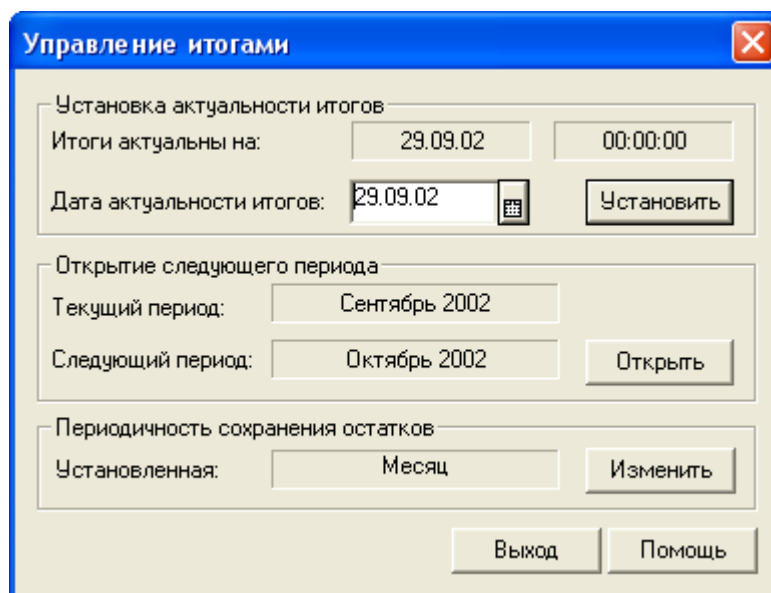 Управление итогами
Установка актуальности итогов
Итоги актуальны на: 29.09.02 00:00:00
Дата актуальности итогов: 29.09.02 Установить
Открытие следующего периода
Текущий период: Сентябрь 2002
Следующий период: Октябрь 2002 Открыть
Периодичность сохранения остатков
Установленная: Месяц Изменить
Выход Помощь